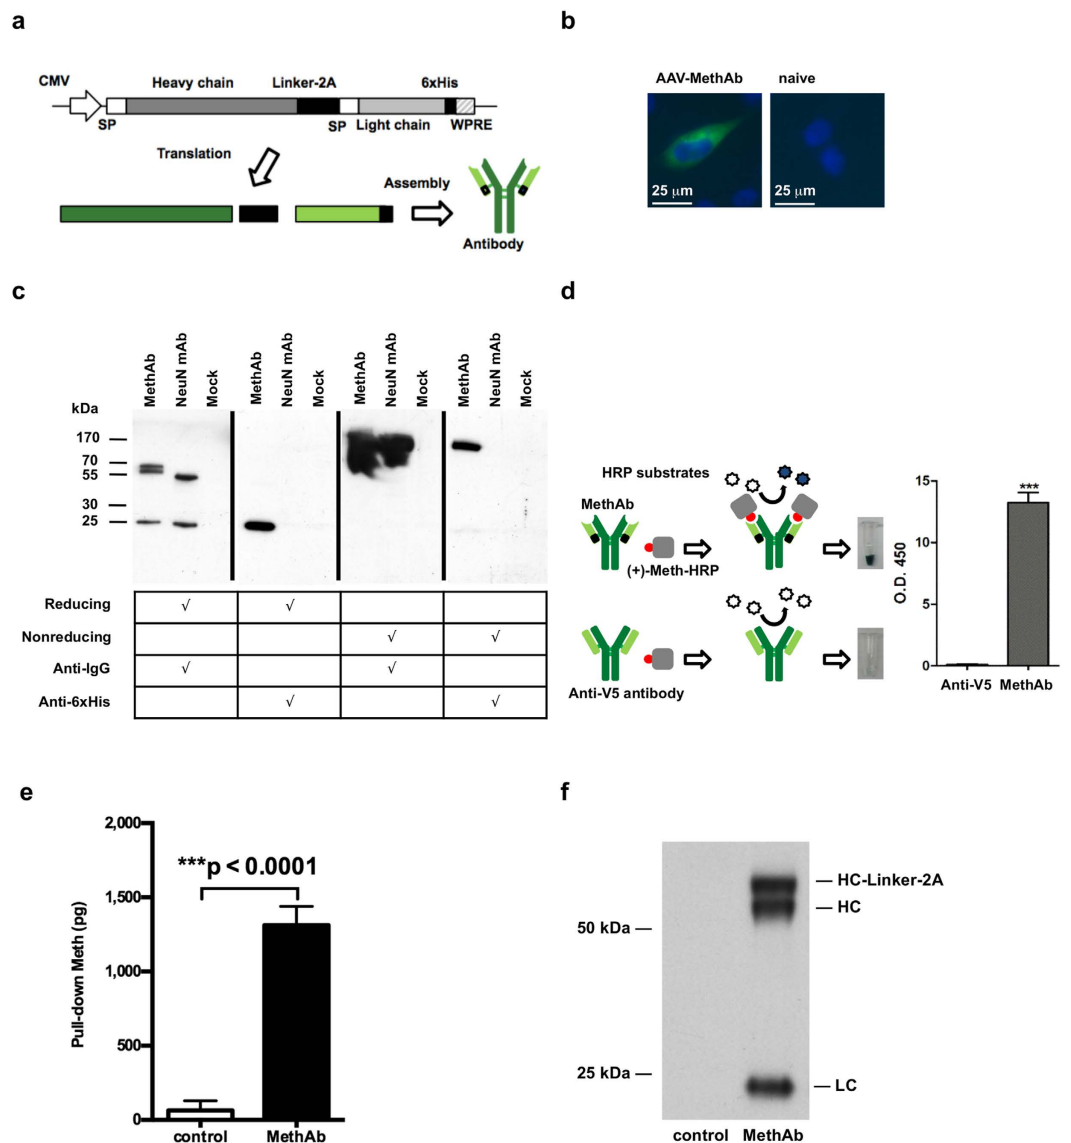 a
CMV
Heavy chain
Linker-2A
6xHis
SP
SP
Light chain
WPRE
Translation
Assembly
Antibody
b
AAV-MethAb
naive
25 μm
25 μm
c
MethAb
NeuN mAb
Mock
MethAb
NeuN mAb
Mock
MethAb
NeuN mAb
Mock
MethAb
NeuN mAb
Mock
kDa
170
70
55
30
25
Reducing √ √
Nonreducing √ √
Anti-IgG √ √
Anti-6xHis √ √
d
HRP substrates
MethAb
(+)-Meth-HRP
Anti-V5 antibody
O.D. 450
15
10
5
0
***
Anti-V5 MethAb
e
Pull-down Meth (pg)
2,000
1,500
1,000
500
0
***p < 0.0001
control
MethAb
f
50 kDa
25 kDa
HC-Linker-2A
HC
LC
control MethAb